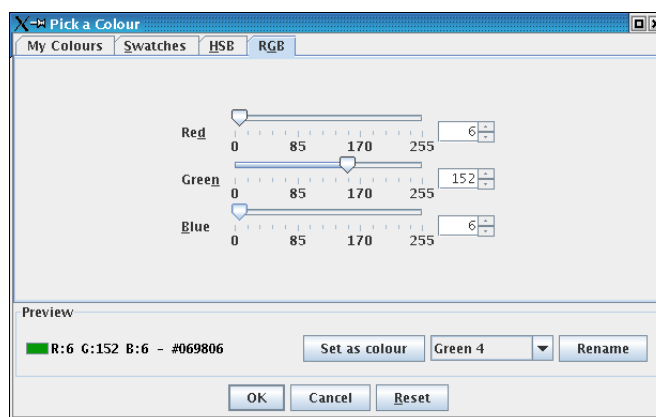 Pick a Colour
My Colours Swatches HSB RGB
Red 6
0 85 170 255
Green 152
0 85 170 255
Blue 6
0 85 170 255
Preview
R:6 G:152 B:6 - #069806 Set as colour Green 4 Rename
OK Cancel Reset